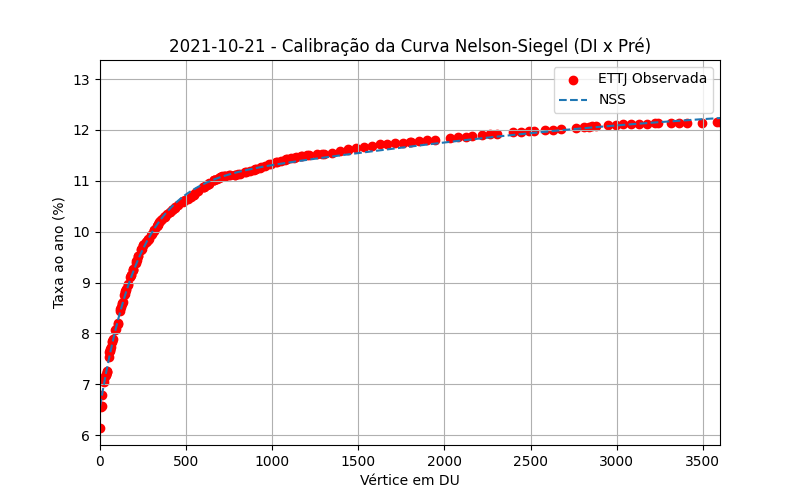 2021-10-21 - Calibração da Curva Nelson-Siegel (DI x Pré)
ETTJ Observada
NSS
Taxa ao ano (%)
13
12
11
10
9
8
7
6
0 500 1000 1500 2000 2500 3000 3500
Vértice em DU